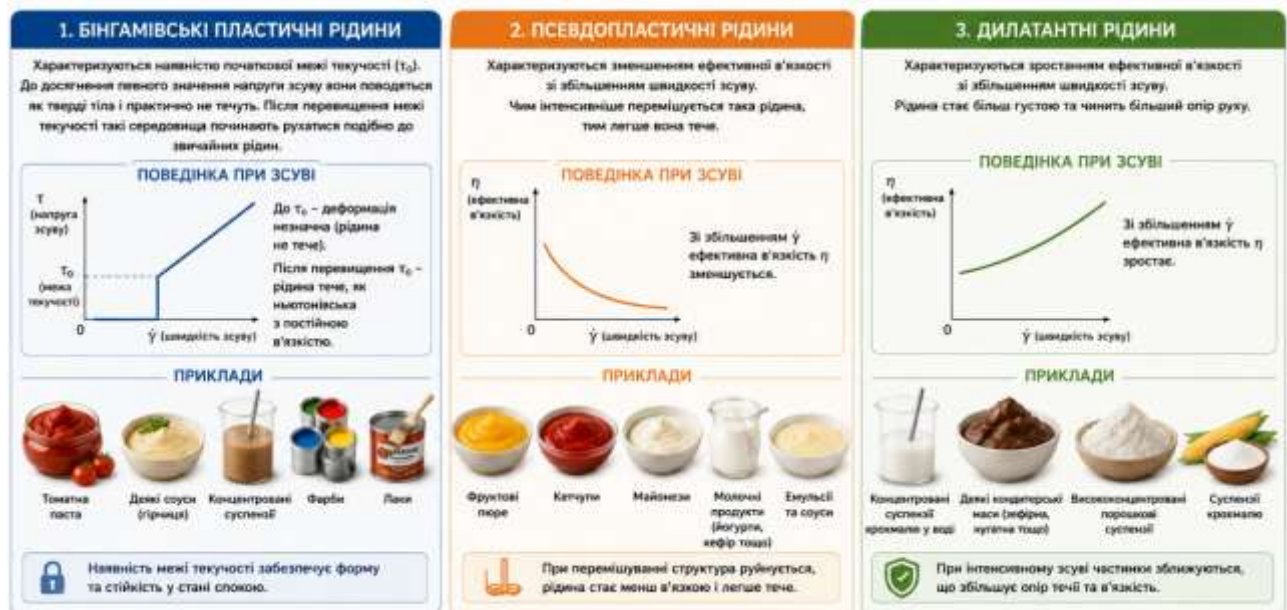 1. БІНГАМІВСЬКІ ПЛАСТИЧНІ РІДИНИ
Характеризуються наявністю початкової межі текучості (τ₀).
До досягнення певного значення напруги зсуву вони поводяться
як тверді тіла і практично не течуть. Після перевищення межі
текучості такі середовища починають рухатися подібно до
звичайних рідин.
ПОВЕДІНКА ПРИ ЗСУВІ
τ
(напруга
зсуву)
τ₀
(межа
текучості)
0
γ̇ (швидкість зсуву)
До τ₀ – деформація
незначна (рідина
не тече).
Після перевищення τ₀ –
рідина тече, як
ньютонівська
з постійною
в'язкістю.
ПРИКЛАДИ
Томатна
паста
Деякі соуси
(гірчиця)
Концентровані
суспензії
Фарби
Лаки
Наявність межі текучості забезпечує форму
та стійкість у стані спокою.
2. ПСЕВДОПЛАСТИЧНІ РІДИНИ
Характеризуються зменшенням ефективної в'язкості
зі збільшенням швидкості зсуву.
Чим інтенсивніше перемішується така рідина,
тим легше вона тече.
ПОВЕДІНКА ПРИ ЗСУВІ
η
(ефективна
в'язкість)
0
γ̇ (швидкість зсуву)
Зі збільшенням γ̇
ефективна в'язкість η
зменшується.
ПРИКЛАДИ
Фруктові
пюре
Кетчупи
Майонези
Молочні
продукти
(йогурти,
кефір тощо)
Емульсії
та соуси
При перемішуванні структура руйнується,
рідина стає менш в'язкою і легше тече.
3. ДИЛАТАНТНІ РІДИНИ
Характеризуються зростанням ефективної в'язкості
зі збільшенням швидкості зсуву.
Рідина стає більш густою та чинить більший опір руху.
ПОВЕДІНКА ПРИ ЗСУВІ
η
(ефективна
в'язкість)
0
γ̇ (швидкість зсуву)
Зі збільшенням γ̇
ефективна в'язкість η
зростає.
ПРИКЛАДИ
Концентровані
суспензії
крохмалю у воді
Деякі кондитерські
маси (зефірна,
нугатна тощо)
Висококонцентровані
порошкові
суспензії
Суспензії
крохмалю
При інтенсивному зсуві частинки зближуються,
що збільшує опір течії та в'язкість.